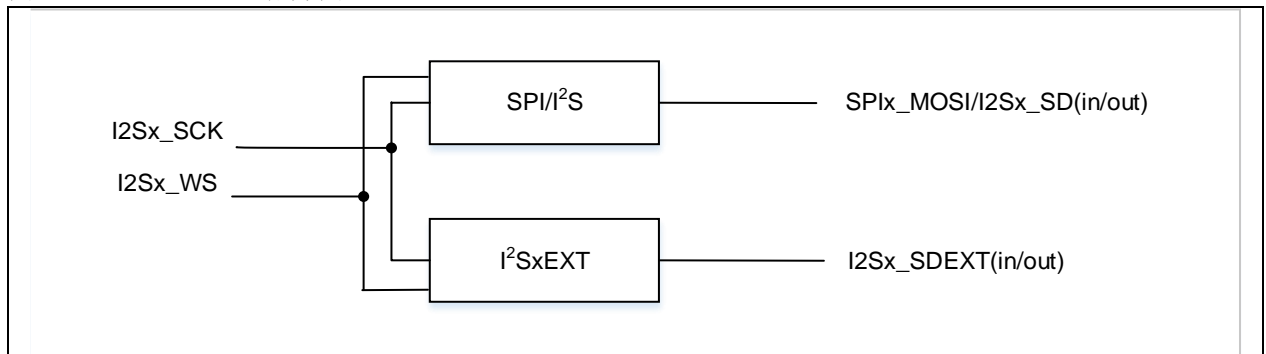 SPI/I²S
SPIx_MOSI/I2Sx_SD(in/out)
I2Sx_SCK
I2Sx_WS
I²SxEXT
I2Sx_SDEXT(in/out)